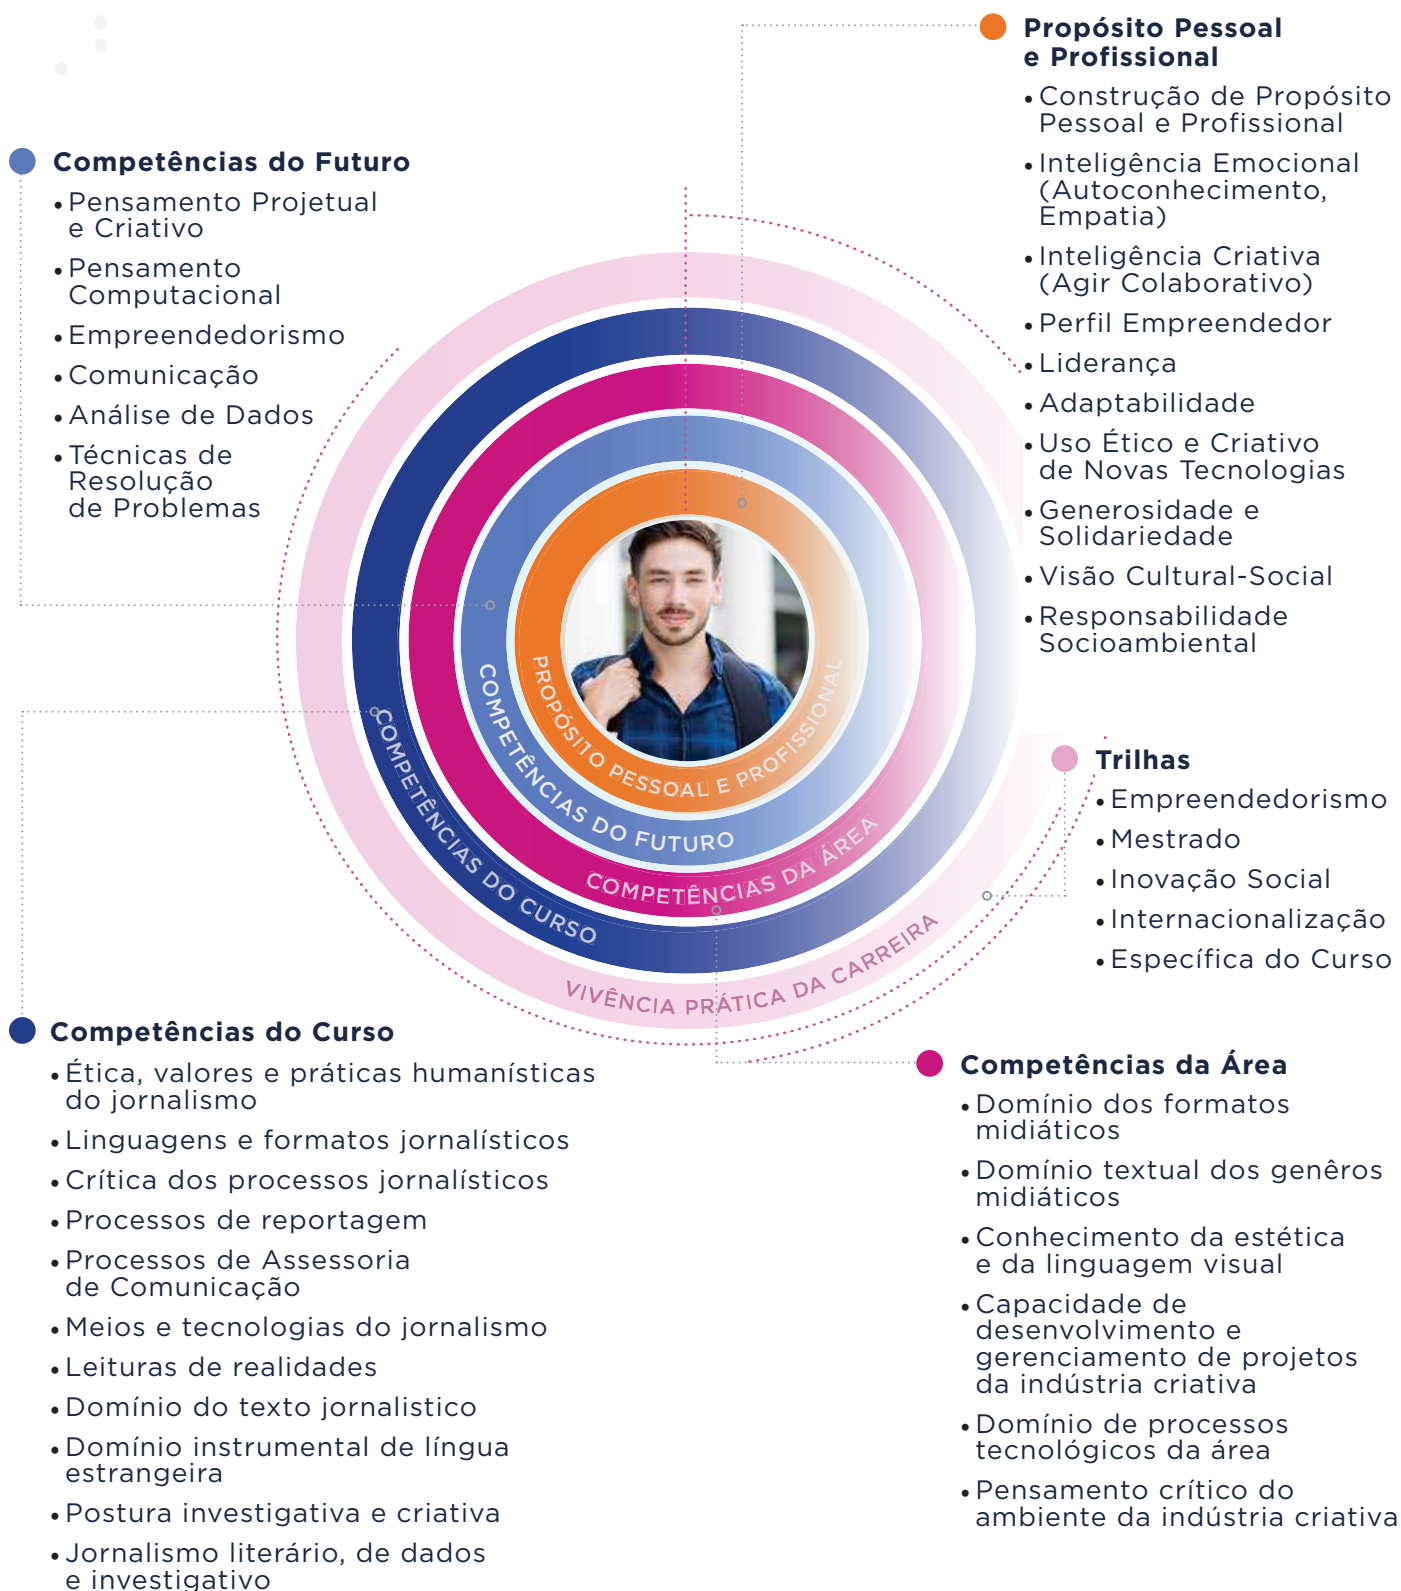 Propósito Pessoal
e Profissional
• Construção de Propósito
Pessoal e Profissional
• Inteligência Emocional
(Autoconhecimento,
Empatia)
• Inteligência Criativa
(Agir Colaborativo)
• Perfil Empreendedor
• Liderança
• Adaptabilidade
• Uso Ético e Criativo
de Novas Tecnologias
• Generosidade e
Solidariedade
• Visão Cultural-Social
• Responsabilidade
Socioambiental
Competências do Futuro
• Pensamento Projetual
e Criativo
• Pensamento
Computacional
• Empreendedorismo
• Comunicação
• Análise de Dados
• Técnicas de
Resolução
de Problemas
PROPÓSITO PESSOAL E PROFISSIONAL
COMPETÊNCIAS DO FUTURO
COMPETÊNCIAS DA ÁREA
COMPETÊNCIAS DO CURSO
VIVÊNCIA PRÁTICA DA CARREIRA
Trilhas
• Empreendedorismo
• Mestrado
• Inovação Social
• Internacionalização
• Específica do Curso
Competências do Curso
• Ética, valores e práticas humanísticas
do jornalismo
• Linguagens e formatos jornalísticos
• Crítica dos processos jornalísticos
• Processos de reportagem
• Processos de Assessoria
de Comunicação
• Meios e tecnologias do jornalismo
• Leituras de realidades
• Domínio do texto jornalistico
• Domínio instrumental de língua
estrangeira
• Postura investigativa e criativa
• Jornalismo literário, de dados
e investigativo
Competências da Área
• Domínio dos formatos
midiáticos
• Domínio textual dos genêros
midiáticos
• Conhecimento da estética
e da linguagem visual
• Capacidade de
desenvolvimento e
gerenciamento de projetos
da indústria criativa
• Domínio de processos
tecnológicos da área
• Pensamento crítico do
ambiente da indústria criativa